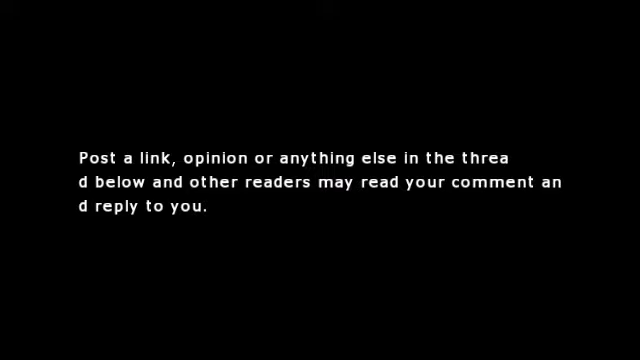 Post a link, opinion or anything else in the threa
d below and other readers may read your comment an
d reply to you.